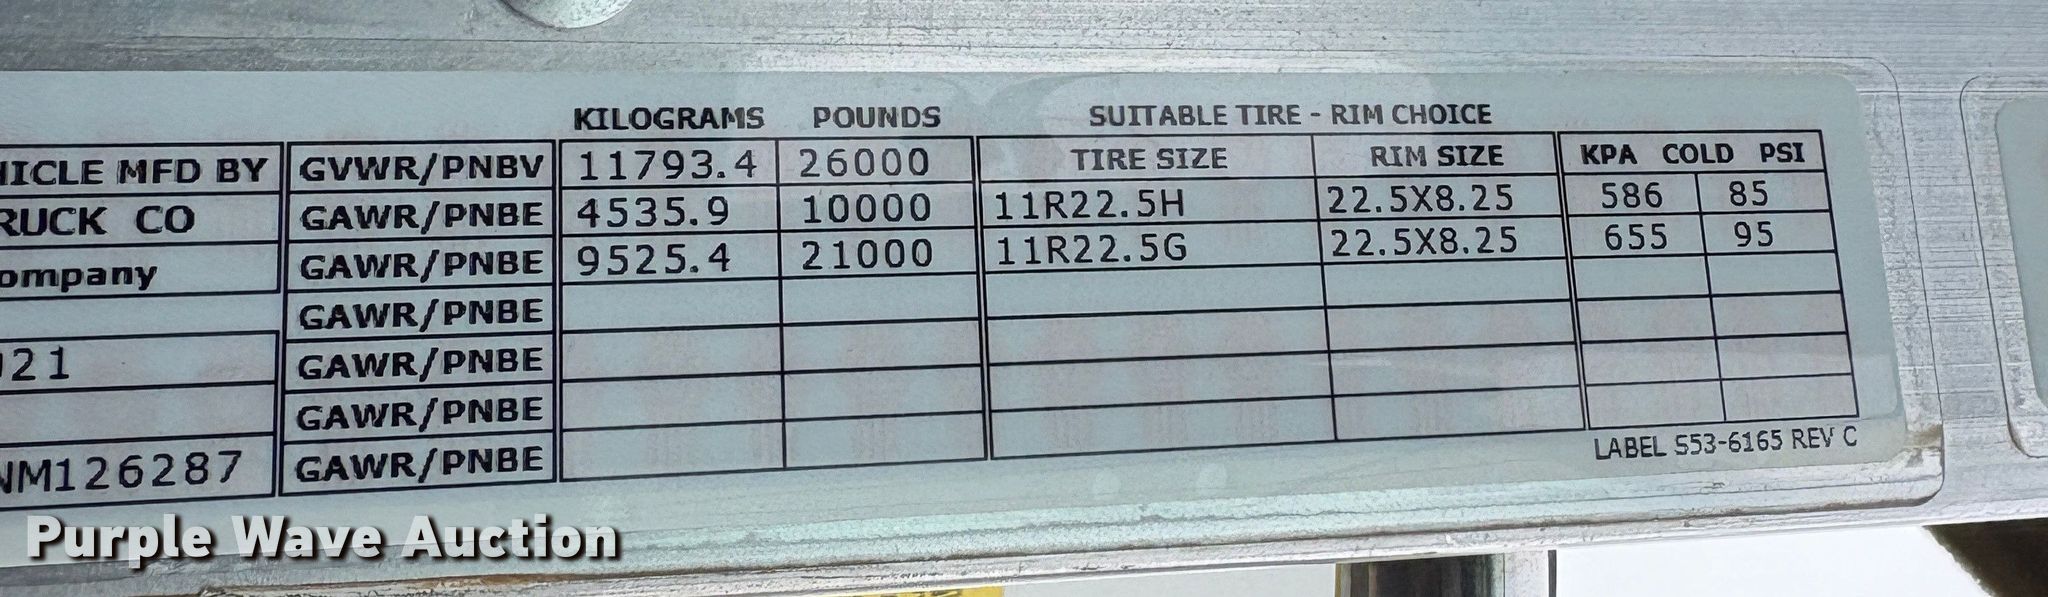 KILOGRAMS POUNDS SUITABLE TIRE - RIM CHOICE
HICLE MFD BY GVWR/PNBV 11793.4 26000 TIRE SIZE RIM SIZE KPA COLD PSI
RUCK CO GAWR/PNBE 4535.9 10000 11R22.5H 22.5X8.25 586 85
ompany GAWR/PNBE 9525.4 21000 11R22.5G 22.5X8.25 655 95
GAWR/PNBE
021 GAWR/PNBE
GAWR/PNBE
NM126287 GAWR/PNBE
LABEL S53-6165 REV C
Purple Wave Auction